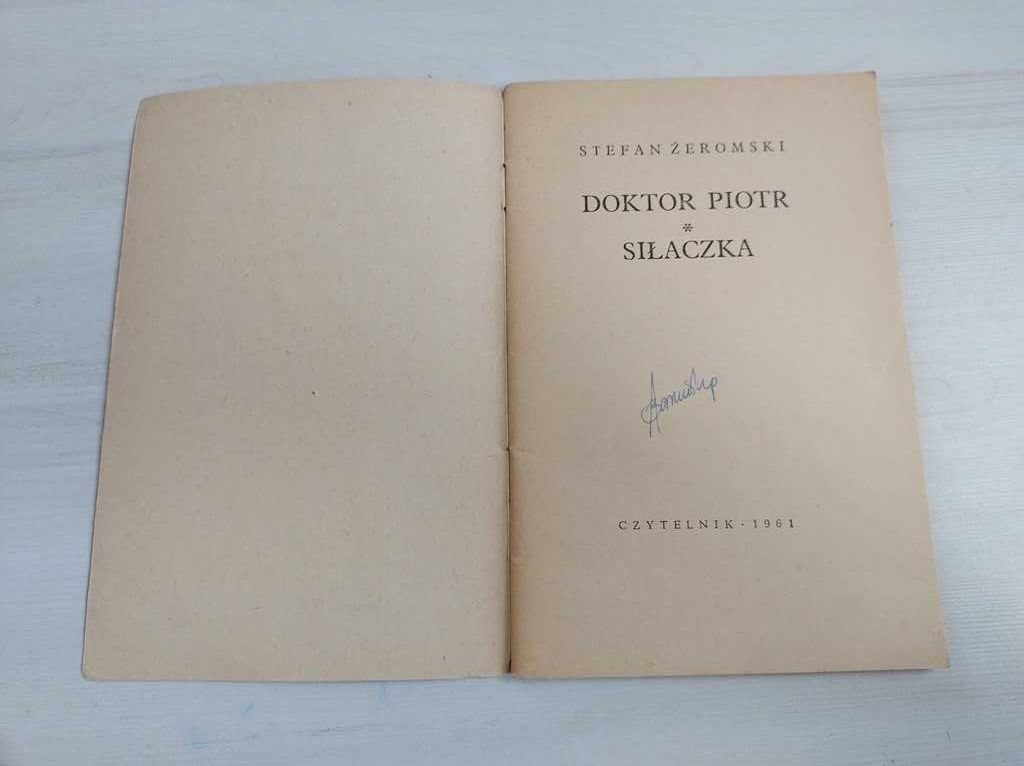 STEFAN ŻEROMSKI
DOKTOR PIOTR
*
SIŁACZKA
CZYTELNIK · 1961